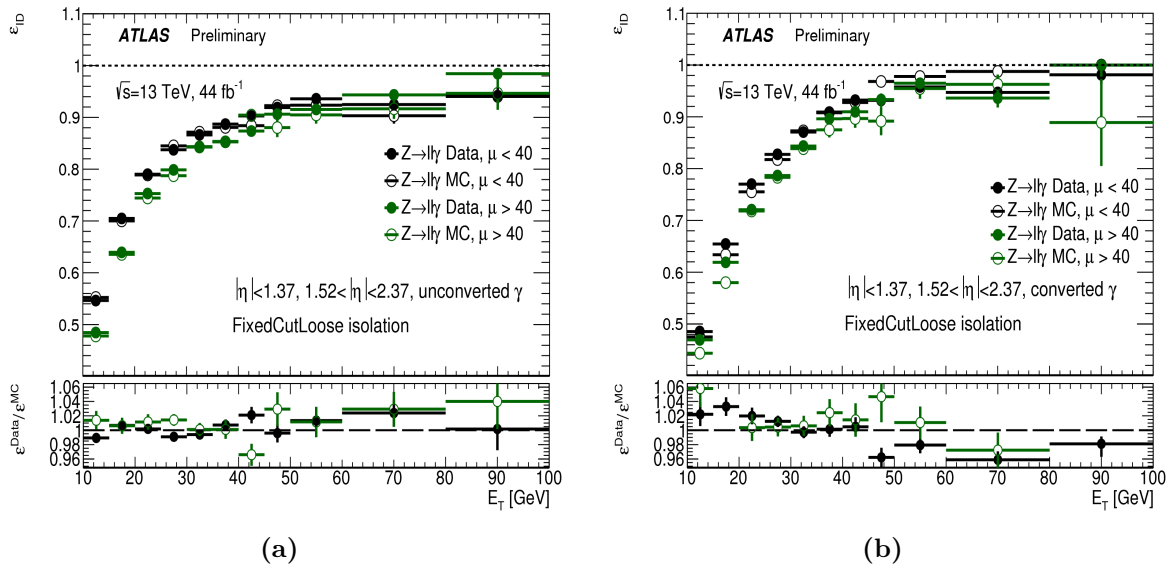 ε_ID
1.1
1
0.9
0.8
0.7
0.6
0.5
ATLAS Preliminary
√s=13 TeV, 44 fb⁻¹
Z→llγ Data, μ < 40
Z→llγ MC, μ < 40
Z→llγ Data, μ > 40
Z→llγ MC, μ > 40
|η|<1.37, 1.52<|η|<2.37, unconverted γ
FixedCutLoose isolation
ε^Data/ε^MC
1.06
1.04
1.02
1
0.98
0.96
10 20 30 40 50 60 70 80 90 100
E_T [GeV]
(a)
ε_ID
1.1
1
0.9
0.8
0.7
0.6
0.5
ATLAS Preliminary
√s=13 TeV, 44 fb⁻¹
Z→llγ Data, μ < 40
Z→llγ MC, μ < 40
Z→llγ Data, μ > 40
Z→llγ MC, μ > 40
|η|<1.37, 1.52<|η|<2.37, converted γ
FixedCutLoose isolation
ε^Data/ε^MC
1.06
1.04
1.02
1
0.98
0.96
10 20 30 40 50 60 70 80 90 100
E_T [GeV]
(b)